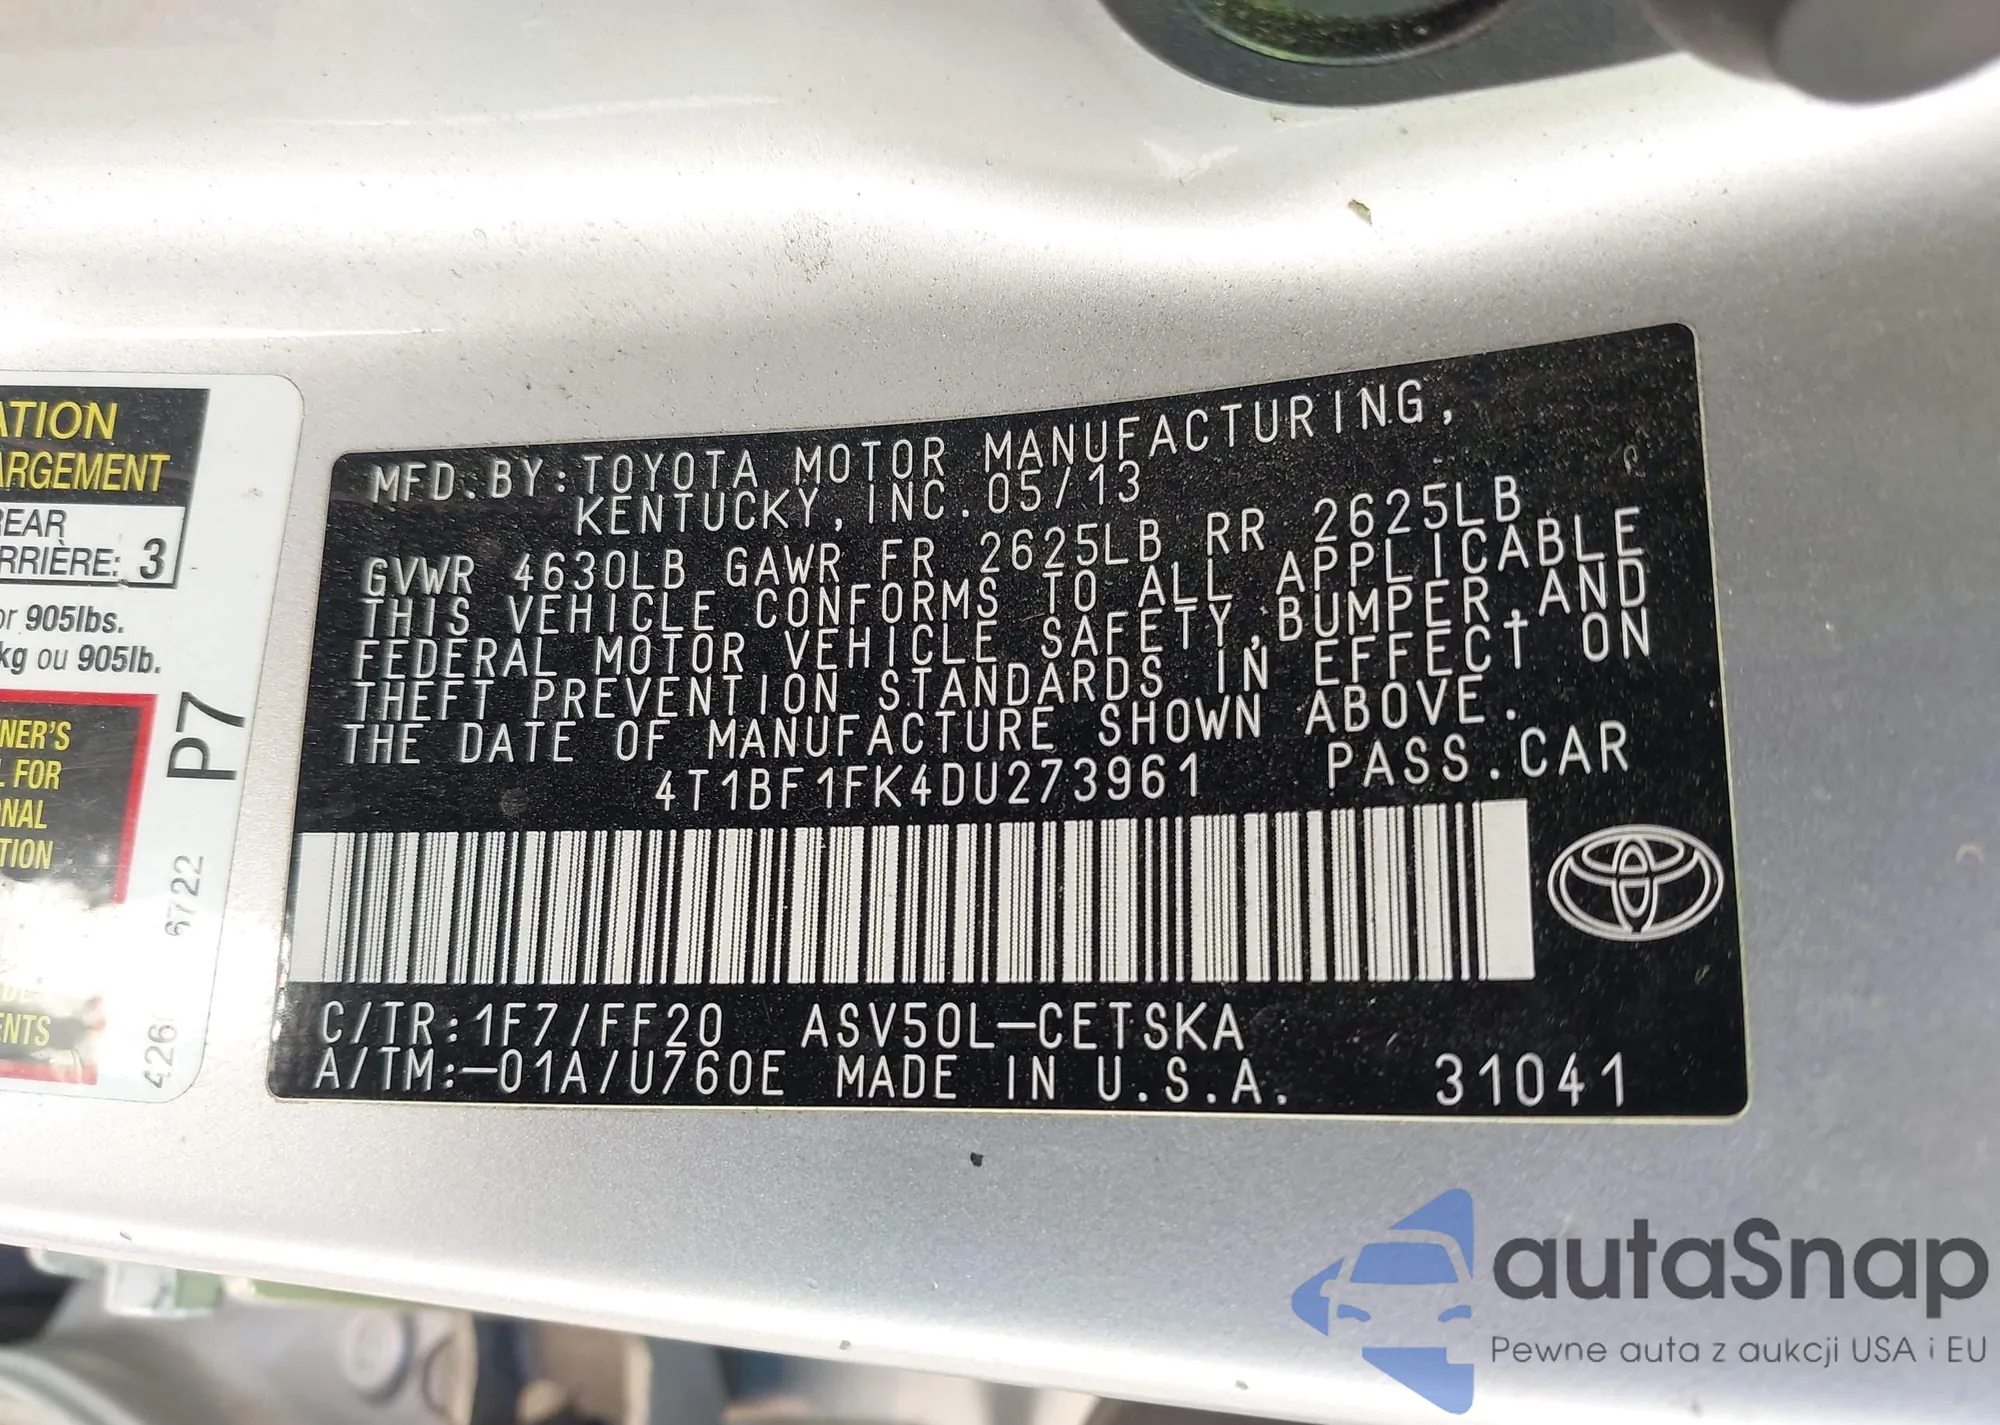 ATION
ARGEMENT
REAR
RRIÈRE: 3
or 905lbs.
kg ou 905lb.
NER'S
L FOR
NAL
TION
ENTS
P7
6722
MFD.BY:TOYOTA MOTOR MANUFACTURING,
KENTUCKY, INC. 05/13
GVWR 4630LB GAWR FR 2625LB RR 2625LB
THIS VEHICLE CONFORMS TO ALL APPLICABLE
FEDERAL MOTOR VEHICLE SAFETY,BUMPER,AND
THEFT PREVENTION STANDARDS IN EFFECT ON
THE DATE OF MANUFACTURE SHOWN ABOVE.
4T1BF1FK4DU273961 PASS.CAR
C/TR:1F7/FF20 ASV50L-CETSKA
A/TM:-01A/U760E MADE IN U.S.A. 31041
autaSnap
Pewne auta z aukcji USA i EU